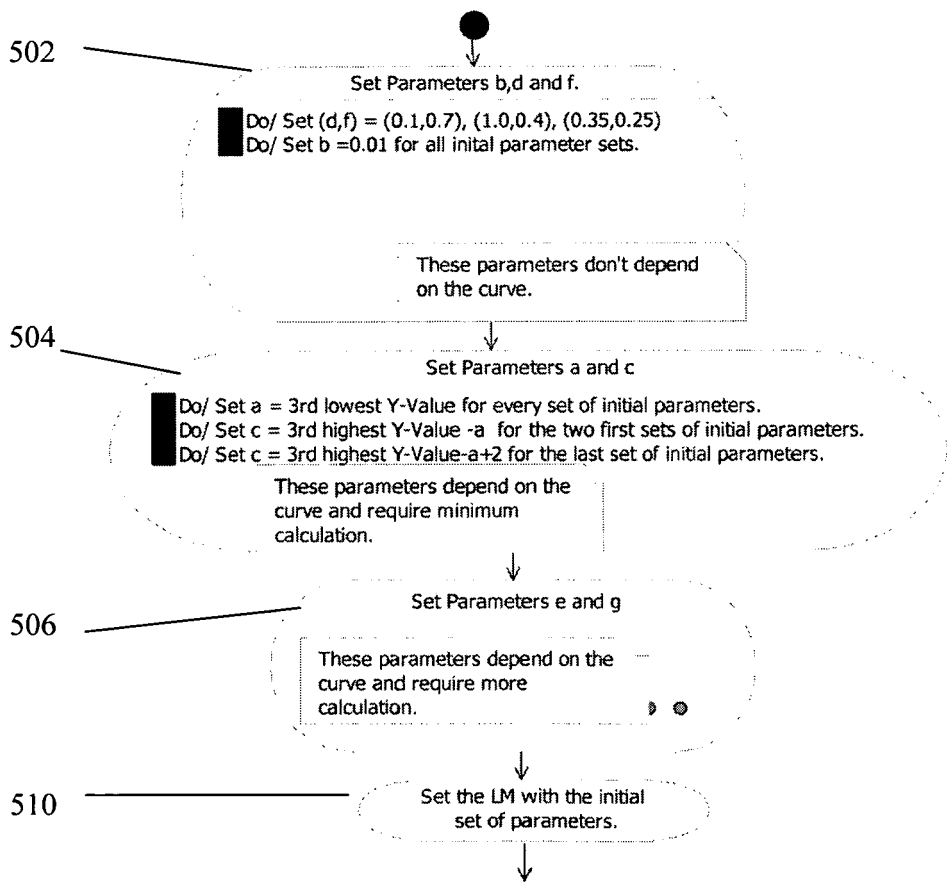 502
Set Parameters b,d and f.
Do/ Set (d,f) = (0.1,0.7), (1.0,0.4), (0.35,0.25)
Do/ Set b =0.01 for all inital parameter sets.
These parameters don't depend
on the curve.
504
Set Parameters a and c
Do/ Set a = 3rd lowest Y-Value for every set of initial parameters.
Do/ Set c = 3rd highest Y-Value -a for the two first sets of initial parameters.
Do/ Set c = 3rd highest Y-Value-a+2 for the last set of initial parameters.
These parameters depend on the
curve and require minimum
calculation.
506
Set Parameters e and g
These parameters depend on the
curve and require more
calculation.
510
Set the LM with the initial
set of parameters.